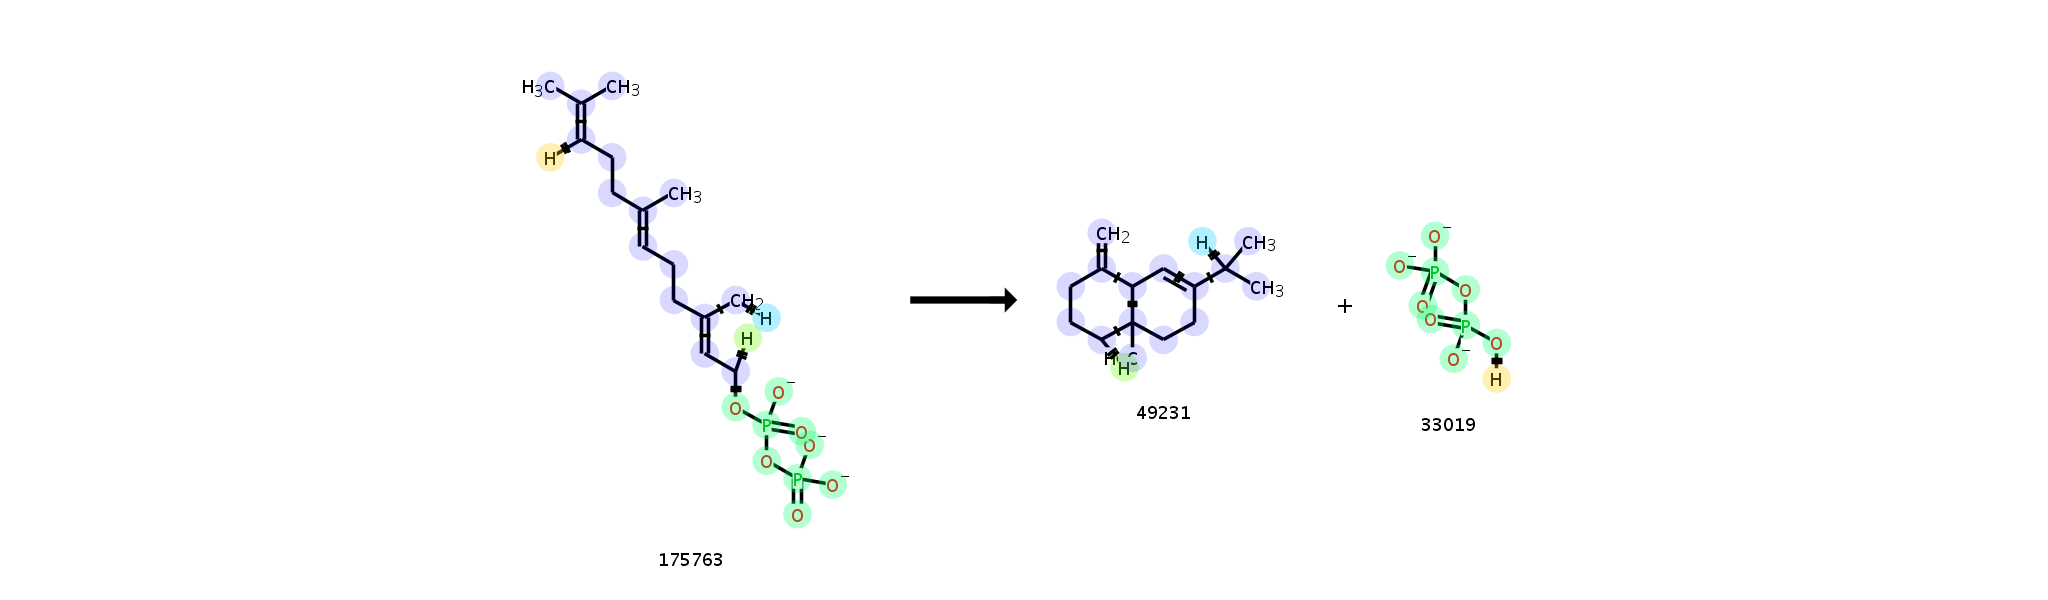 H3C CH3
H
CH3
CH2
H
H
O O−
P O
O O−
P O−
O
CH2
H CH3
CH3
H
49231
+
O−
O− P
O O
O P
O− O
H
33019
175763